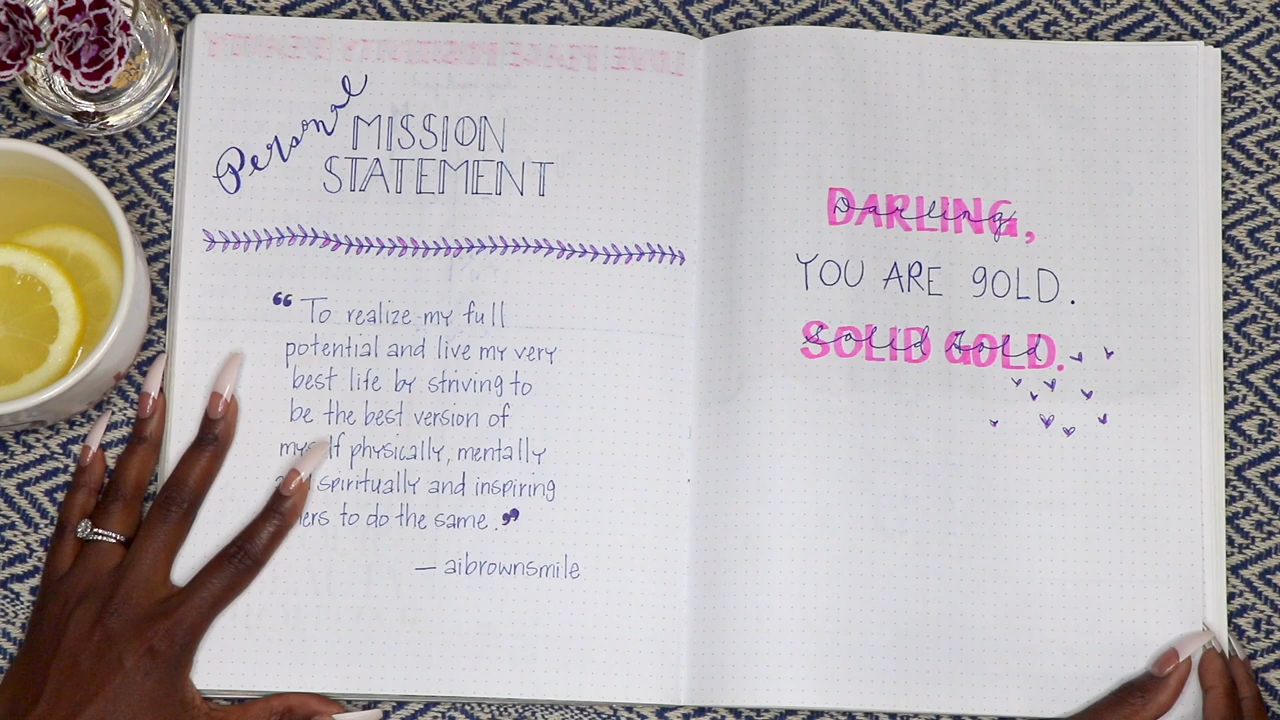 Personal MISSION
STATEMENT
“ To realize my full
potential and live my very
best life by striving to
be the best version of
myself physically, mentally
spiritually and inspiring
to do the same.”
— aibrownsmile
DARLING,
Darling
YOU ARE GOLD.
SOLID GOLD.
Solid Gold